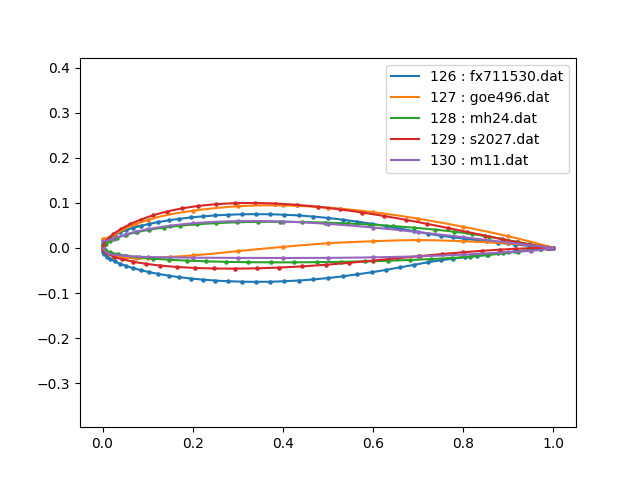 0.4
0.3
0.2
0.1
0.0
−0.1
−0.2
−0.3
0.0 0.2 0.4 0.6 0.8 1.0
126 : fx711530.dat
127 : goe496.dat
128 : mh24.dat
129 : s2027.dat
130 : m11.dat